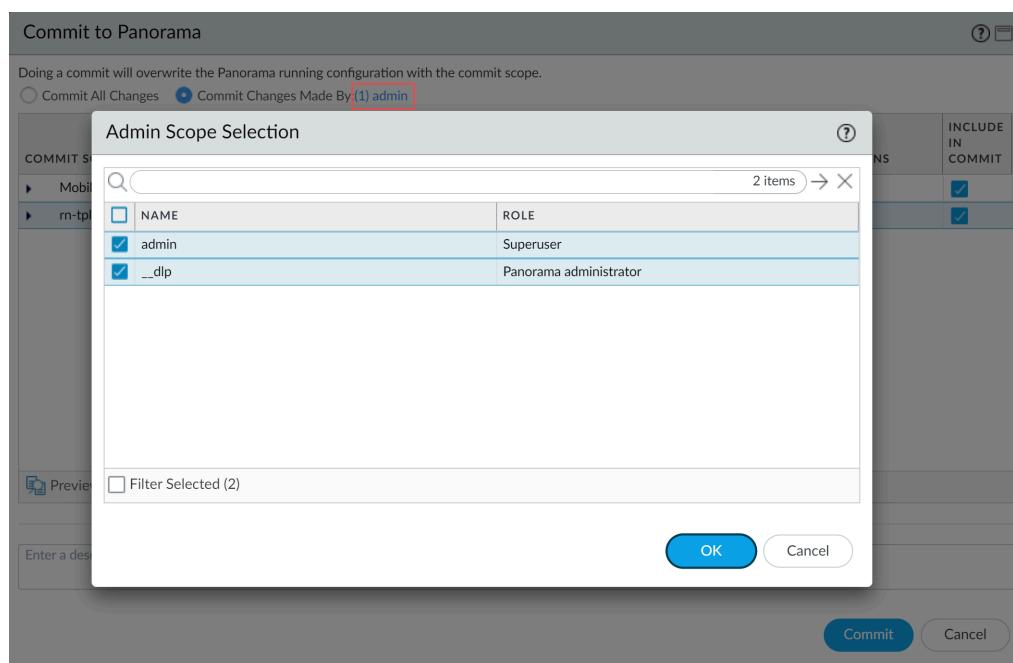 Commit to Panorama
Doing a commit will overwrite the Panorama running configuration with the commit scope.
Commit All Changes Commit Changes Made By:(1) admin
Admin Scope Selection
INCLUDE
IN
COMMIT
COMMIT
NS
2 items
Mobil
NAME ROLE
rn-tpl
admin Superuser
__dlp Panorama administrator
Filter Selected (2)
Preview
Enter a des
OK Cancel
Commit Cancel